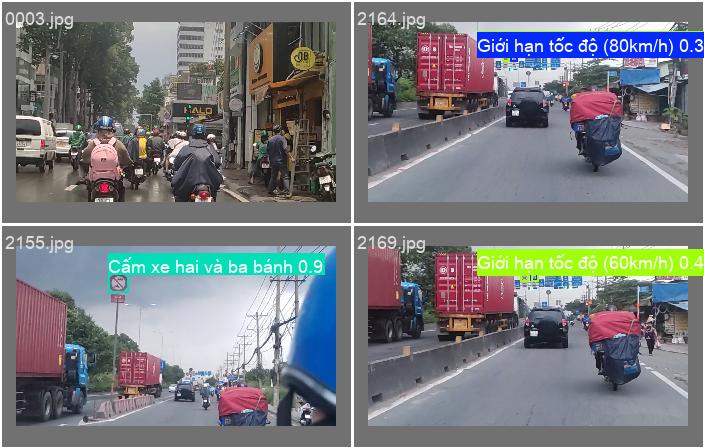 0003.jpg
HALO
2164.jpg
Giới hạn tốc độ (80km/h) 0.3
2155.jpg
Cấm xe hai và ba bánh 0.9
2169.jpg
Giới hạn tốc độ (60km/h) 0.4